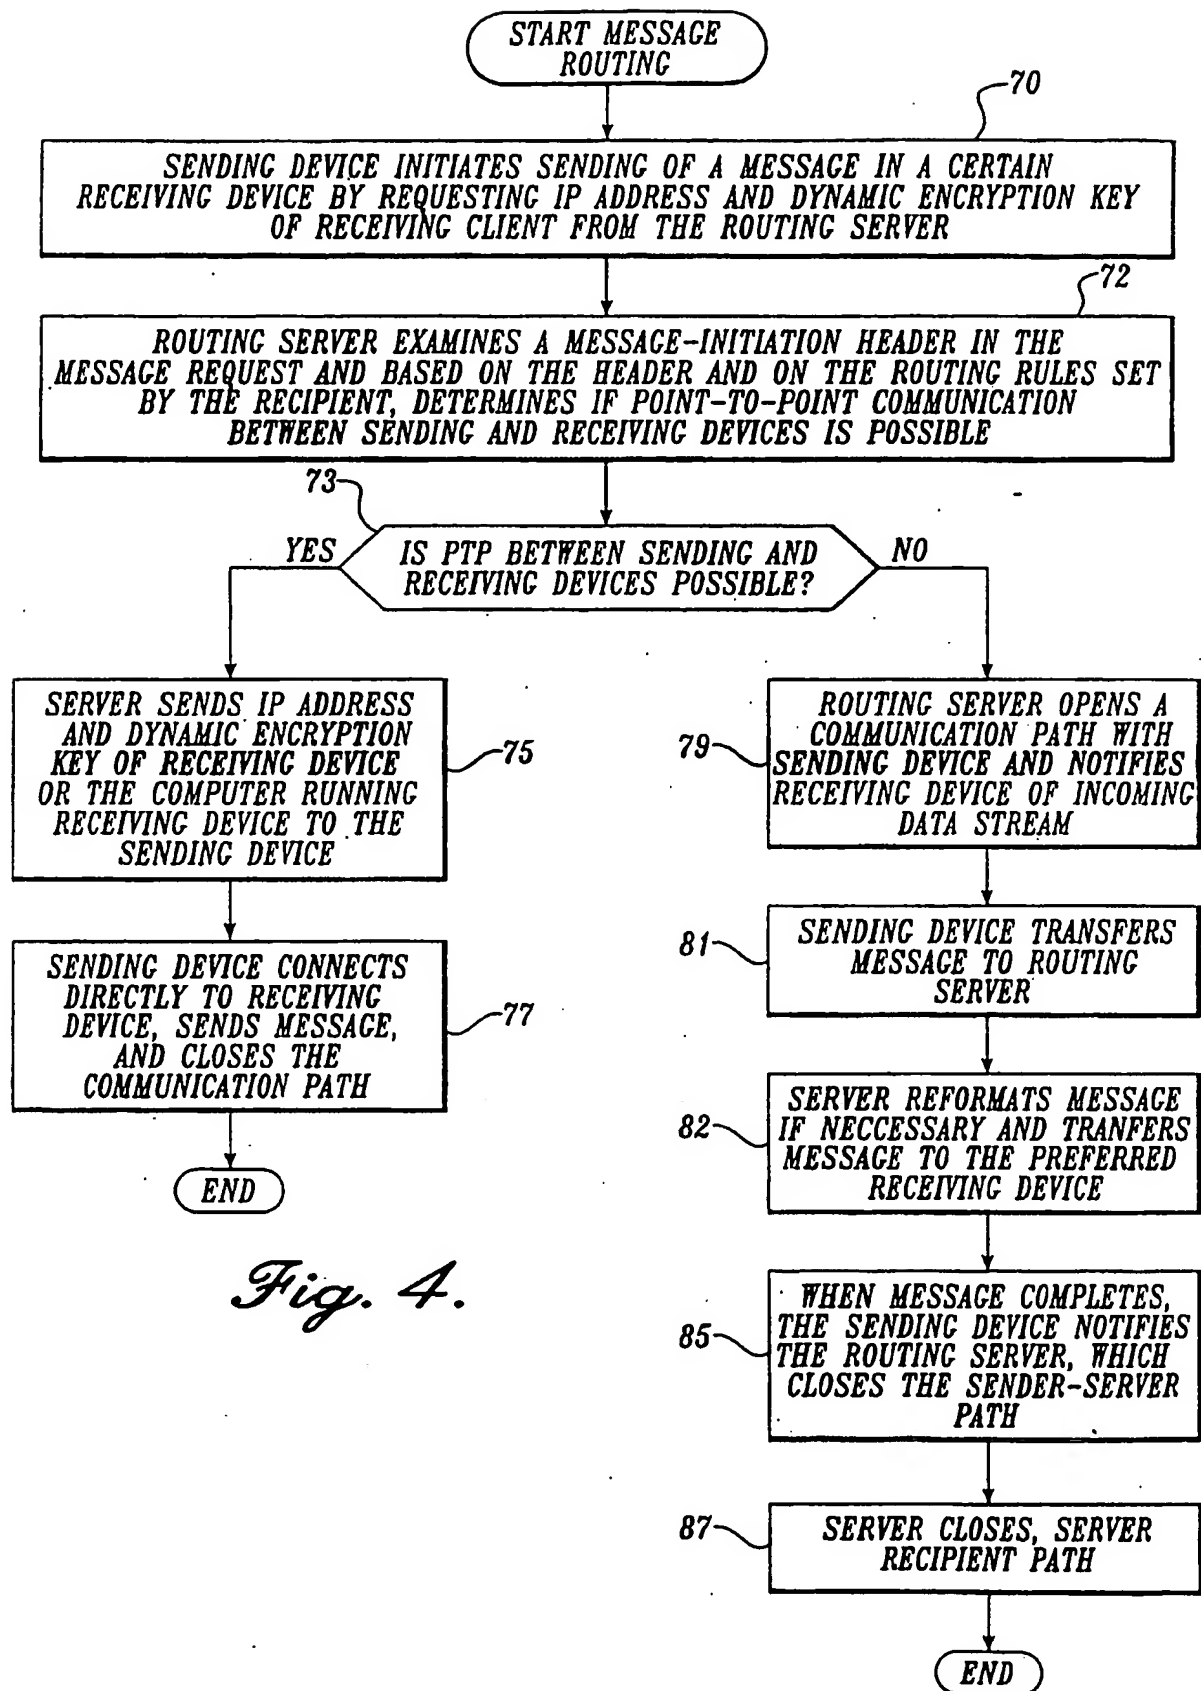 START MESSAGE
ROUTING
70
SENDING DEVICE INITIATES SENDING OF A MESSAGE IN A CERTAIN
RECEIVING DEVICE BY REQUESTING IP ADDRESS AND DYNAMIC ENCRYPTION KEY
OF RECEIVING CLIENT FROM THE ROUTING SERVER
72
ROUTING SERVER EXAMINES A MESSAGE-INITIATION HEADER IN THE
MESSAGE REQUEST AND BASED ON THE HEADER AND ON THE ROUTING RULES SET
BY THE RECIPIENT, DETERMINES IF POINT-TO-POINT COMMUNICATION
BETWEEN SENDING AND RECEIVING DEVICES IS POSSIBLE
73
YES
IS PTP BETWEEN SENDING AND
RECEIVING DEVICES POSSIBLE?
NO
SERVER SENDS IP ADDRESS
AND DYNAMIC ENCRYPTION
KEY OF RECEIVING DEVICE
OR THE COMPUTER RUNNING
RECEIVING DEVICE TO THE
SENDING DEVICE
75
SENDING DEVICE CONNECTS
DIRECTLY TO RECEIVING
DEVICE, SENDS MESSAGE,
AND CLOSES THE
COMMUNICATION PATH
77
END
79
ROUTING SERVER OPENS A
COMMUNICATION PATH WITH
SENDING DEVICE AND NOTIFIES
RECEIVING DEVICE OF INCOMING
DATA STREAM
81
SENDING DEVICE TRANSFERS
MESSAGE TO ROUTING
SERVER
82
SERVER REFORMATS MESSAGE
IF NECCESSARY AND TRANFERS
MESSAGE TO THE PREFERRED
RECEIVING DEVICE
85
WHEN MESSAGE COMPLETES,
THE SENDING DEVICE NOTIFIES
THE ROUTING SERVER, WHICH
CLOSES THE SENDER-SERVER
PATH
87
SERVER CLOSES, SERVER
RECIPIENT PATH
END
Fig. 4.